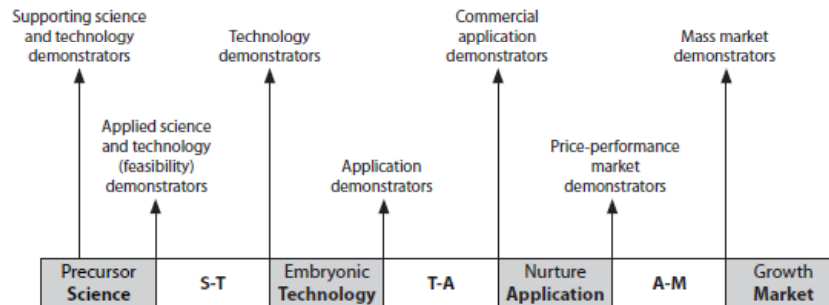 Supporting science
and technology
demonstrators
Technology
demonstrators
Commercial
application
demonstrators
Mass market
demonstrators
Applied science
and technology
(feasibility)
demonstrators
Application
demonstrators
Price-performance
market
demonstrators
Precursor
Science
S-T
Embryonic
Technology
T-A
Nurture
Application
A-M
Growth
Market